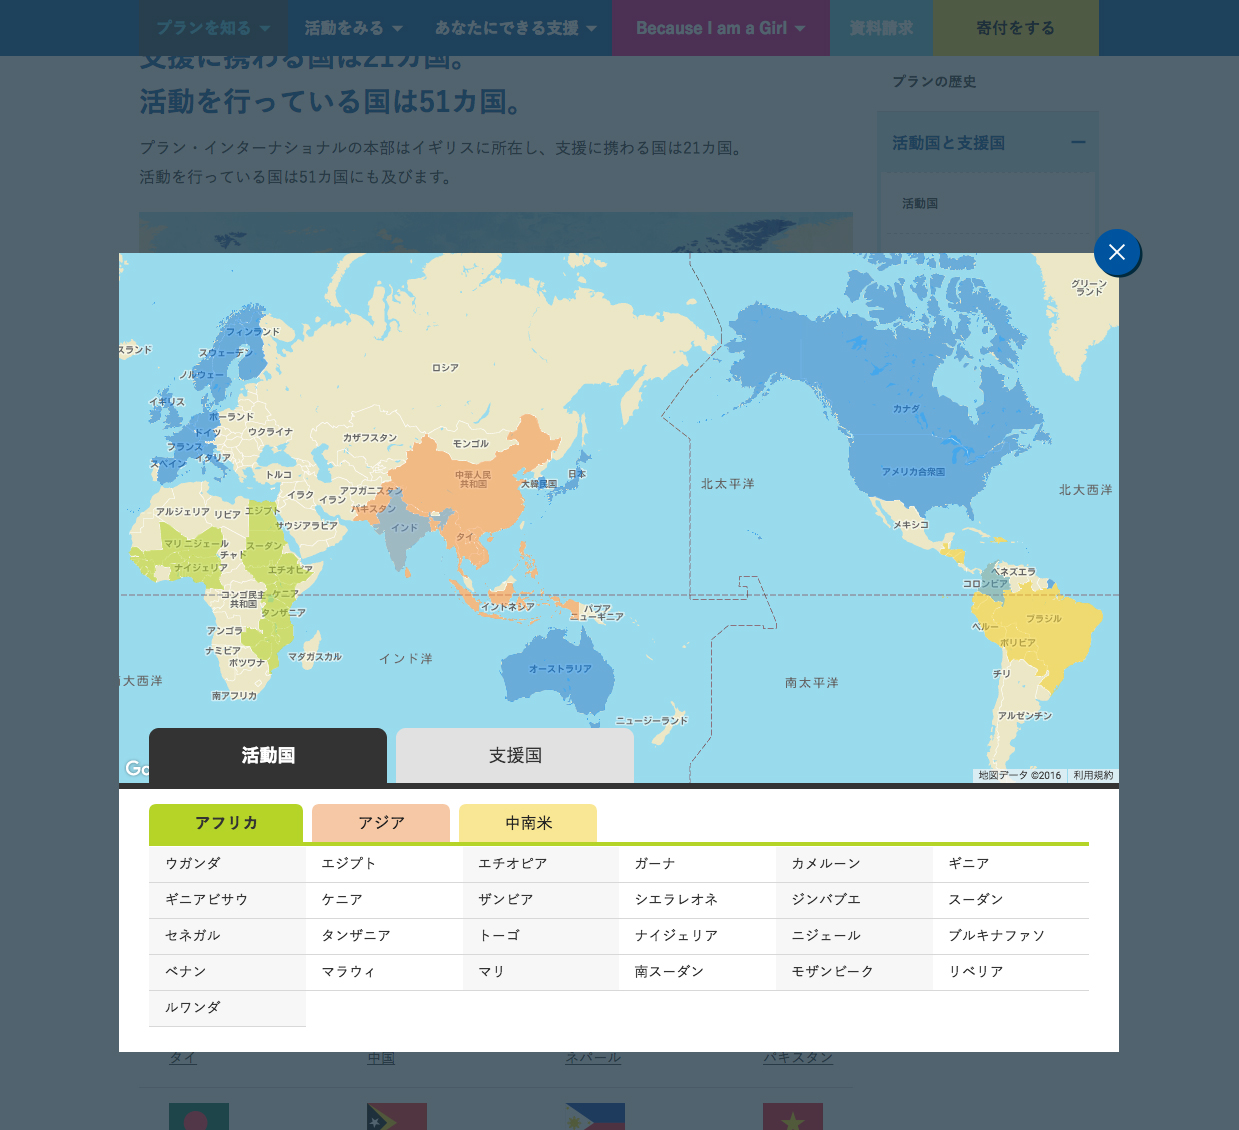 プランを知る
活動をみる
あなたにできる支援
Because I am a Girl
資料請求
寄付をする
支援に携わる国は21カ国。
活動を行っている国は51カ国。
プラン・インターナショナルの本部はイギリスに所在し、支援に携わる国は21カ国。
活動を行っている国は51カ国にも及びます。
プランの歴史
活動国と支援国
活動国
グリーン
ランド
フィンランド
スランド
スウェーデン
ロシア
ノルウェー
イギリス
カナダ
ポーランド
ドイツ
ウクライナ
カザフスタン
モンゴル
フランス
イタリア
スペイン
アメリカ合衆国
トルコ
中華人民
共和国
日本
大韓民国
北太平洋
北大西洋
アフガニスタン
イラク
イラン
パキスタン
アルジェリア
リビア
エジプト
サウジアラビア
インド
メキシコ
タイ
マリ
ニジェール
スーダン
チャド
ナイジェリア
エチオピア
ベネズエラ
コロンビア
コンゴ民主
共和国
ケニア
タンザニア
インドネシア
パプア
ニューギニア
ブラジル
ペルー
アンゴラ
ボリビア
ナミビア
ボツワナ
マダガスカル
インド洋
オーストラリア
チリ
大西洋
南太平洋
南アフリカ
アルゼンチン
ニュージーランド
活動国
支援国
Go
地図データ ©2016
利用規約
アフリカ
アジア
中南米
ウガンダ
エジプト
エチオピア
ガーナ
カメルーン
ギニア
ギニアビサウ
ケニア
ザンビア
シエラレオネ
ジンバブエ
スーダン
セネガル
タンザニア
トーゴ
ナイジェリア
ニジェール
ブルキナファソ
ベナン
マラウィ
マリ
南スーダン
モザンビーク
リベリア
ルワンダ
タイ
中国
ネパール
パキスタン